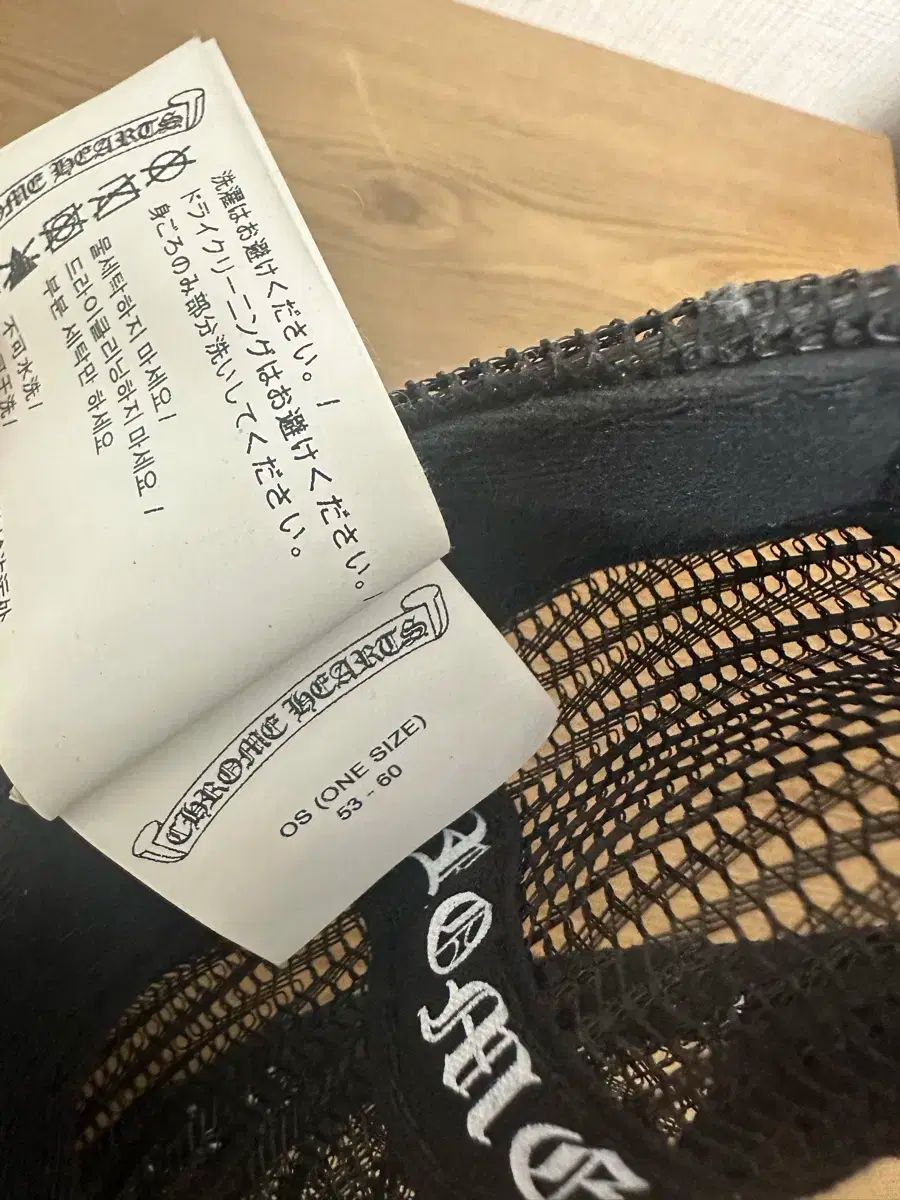 CHROME HEARTS
洗濯はお避けください。/
ドライクリーニングはお避けください。/
身ごろのみ部分洗いしてください。
물세탁하지 마세요/
드라이클리닝하지 마세요/
부분 세탁만 하세요
不可水洗/
CHROME HEARTS
OS (ONE SIZE)
53 - 60